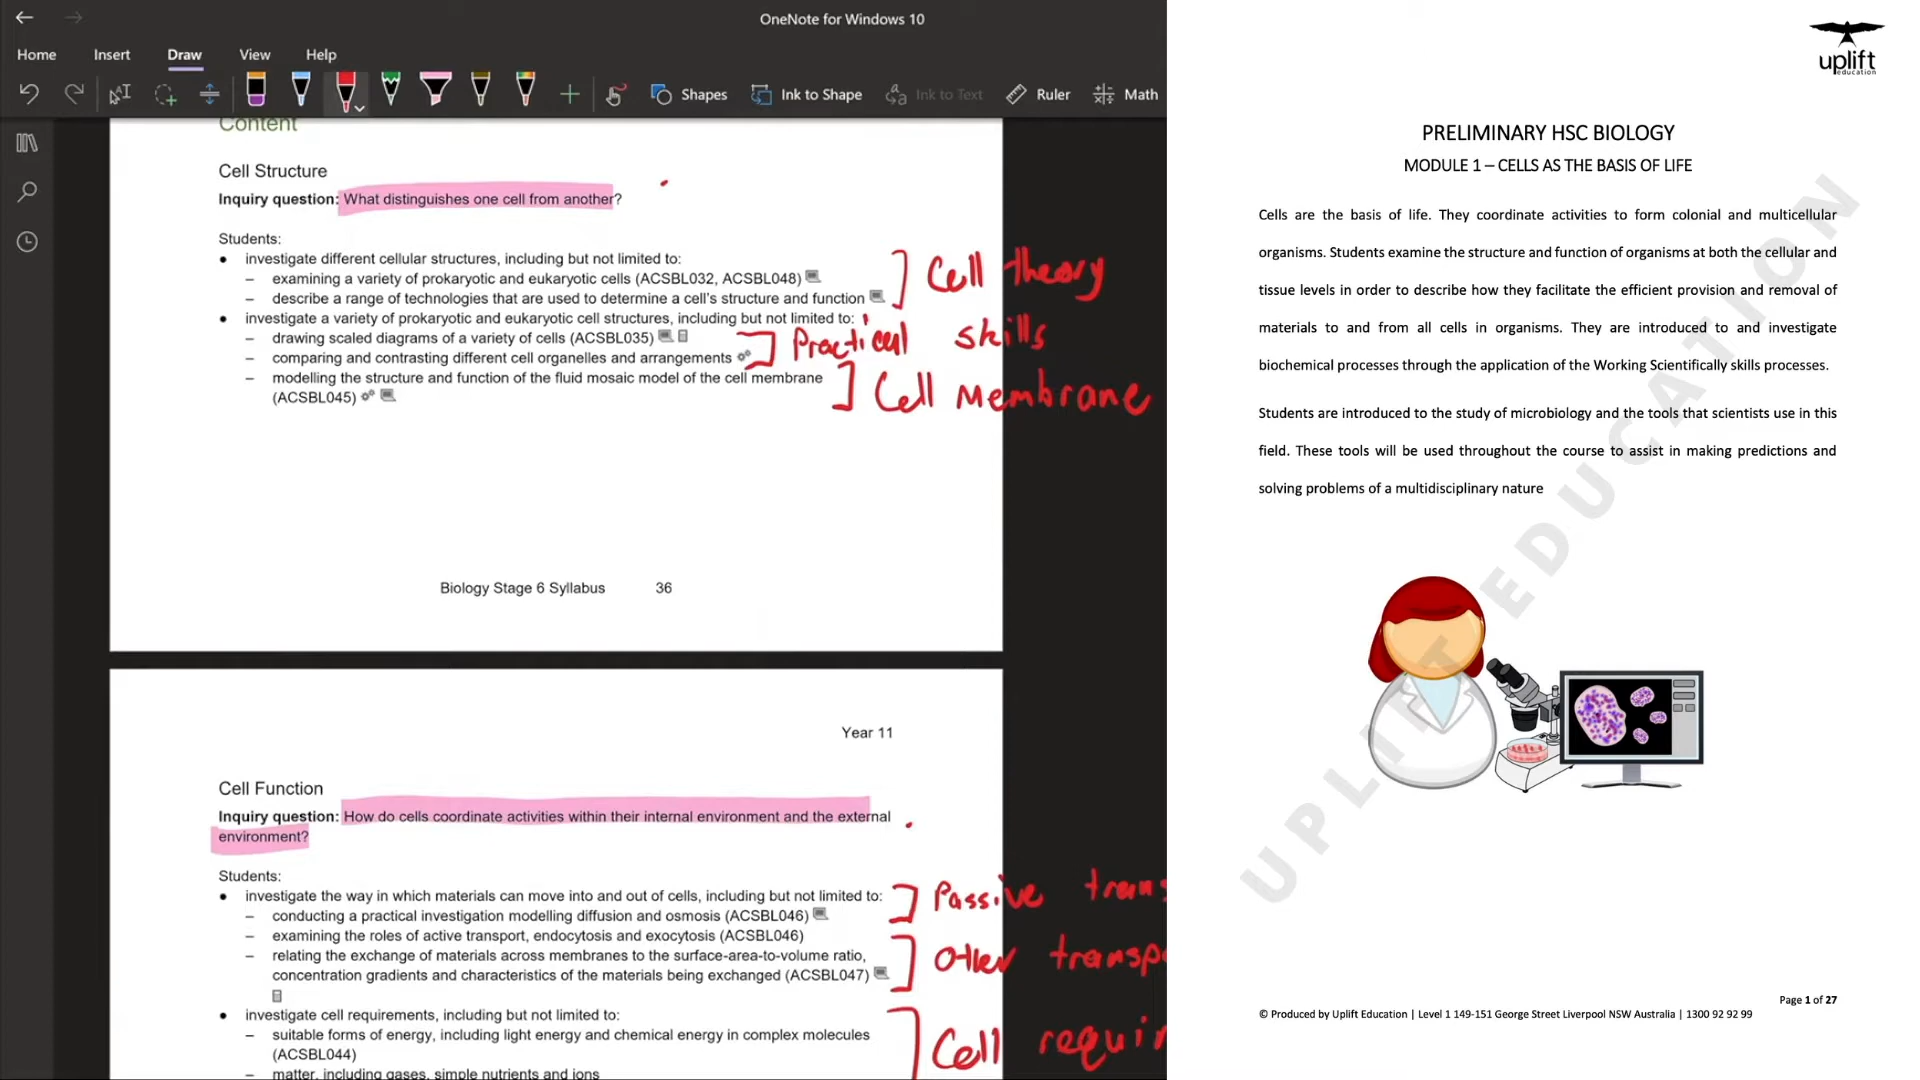 OneNote for Windows 10
Home Insert Draw View Help
Shapes Ink to Shape Ink to Text Ruler Math
Content
Cell Structure
Inquiry question: What distinguishes one cell from another?
Students:
● investigate different cellular structures, including but not limited to:
– examining a variety of prokaryotic and eukaryotic cells (ACSBL032, ACSBL048)
– describe a range of technologies that are used to determine a cell's structure and function
Cell theory
● investigate a variety of prokaryotic and eukaryotic cell structures, including but not limited to:
– drawing scaled diagrams of a variety of cells (ACSBL035)
– comparing and contrasting different cell organelles and arrangements
Practical skills
– modelling the structure and function of the fluid mosaic model of the cell membrane
(ACSBL045)
Cell Membrane
Biology Stage 6 Syllabus 36
Year 11
Cell Function
Inquiry question: How do cells coordinate activities within their internal environment and the external
environment?
Students:
● investigate the way in which materials can move into and out of cells, including but not limited to:
– conducting a practical investigation modelling diffusion and osmosis (ACSBL046)
Passive trans
– examining the roles of active transport, endocytosis and exocytosis (ACSBL046)
– relating the exchange of materials across membranes to the surface-area-to-volume ratio,
concentration gradients and characteristics of the materials being exchanged (ACSBL047)
Other transp
● investigate cell requirements, including but not limited to:
– suitable forms of energy, including light energy and chemical energy in complex molecules
(ACSBL044)
– matter, including gases, simple nutrients and ions
Cell requir
uplift
education
PRELIMINARY HSC BIOLOGY
MODULE 1 – CELLS AS THE BASIS OF LIFE
Cells are the basis of life. They coordinate activities to form colonial and multicellular
organisms. Students examine the structure and function of organisms at both the cellular and
tissue levels in order to describe how they facilitate the efficient provision and removal of
materials to and from all cells in organisms. They are introduced to and investigate
biochemical processes through the application of the Working Scientifically skills processes.
Students are introduced to the study of microbiology and the tools that scientists use in this
field. These tools will be used throughout the course to assist in making predictions and
solving problems of a multidisciplinary nature
UPLIFT EDUCATION
Page 1 of 27
© Produced by Uplift Education | Level 1 149-151 George Street Liverpool NSW Australia | 1300 92 92 99